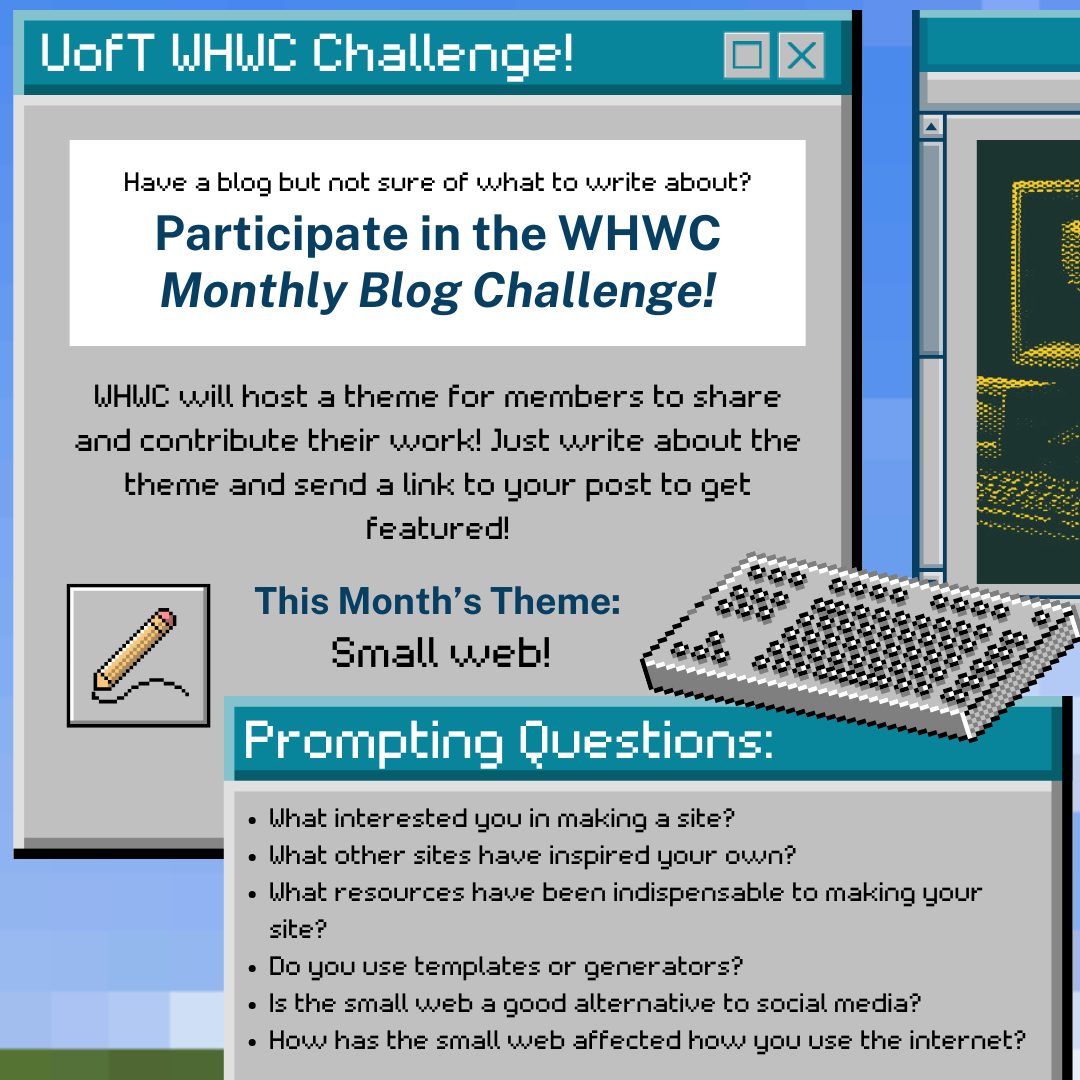 UofT WHWC Challenge!
Have a blog but not sure of what to write about?
Participate in the WHWC
Monthly Blog Challenge!
WHWC will host a theme for members to share
and contribute their work! Just write about the
theme and send a link to your post to get
featured!
This Month's Theme:
Small web!
Prompting Questions:
• What interested you in making a site?
• What other sites have inspired your own?
• What resources have been indispensable to making your
site?
• Do you use templates or generators?
• Is the small web a good alternative to social media?
• How has the small web affected how you use the internet?